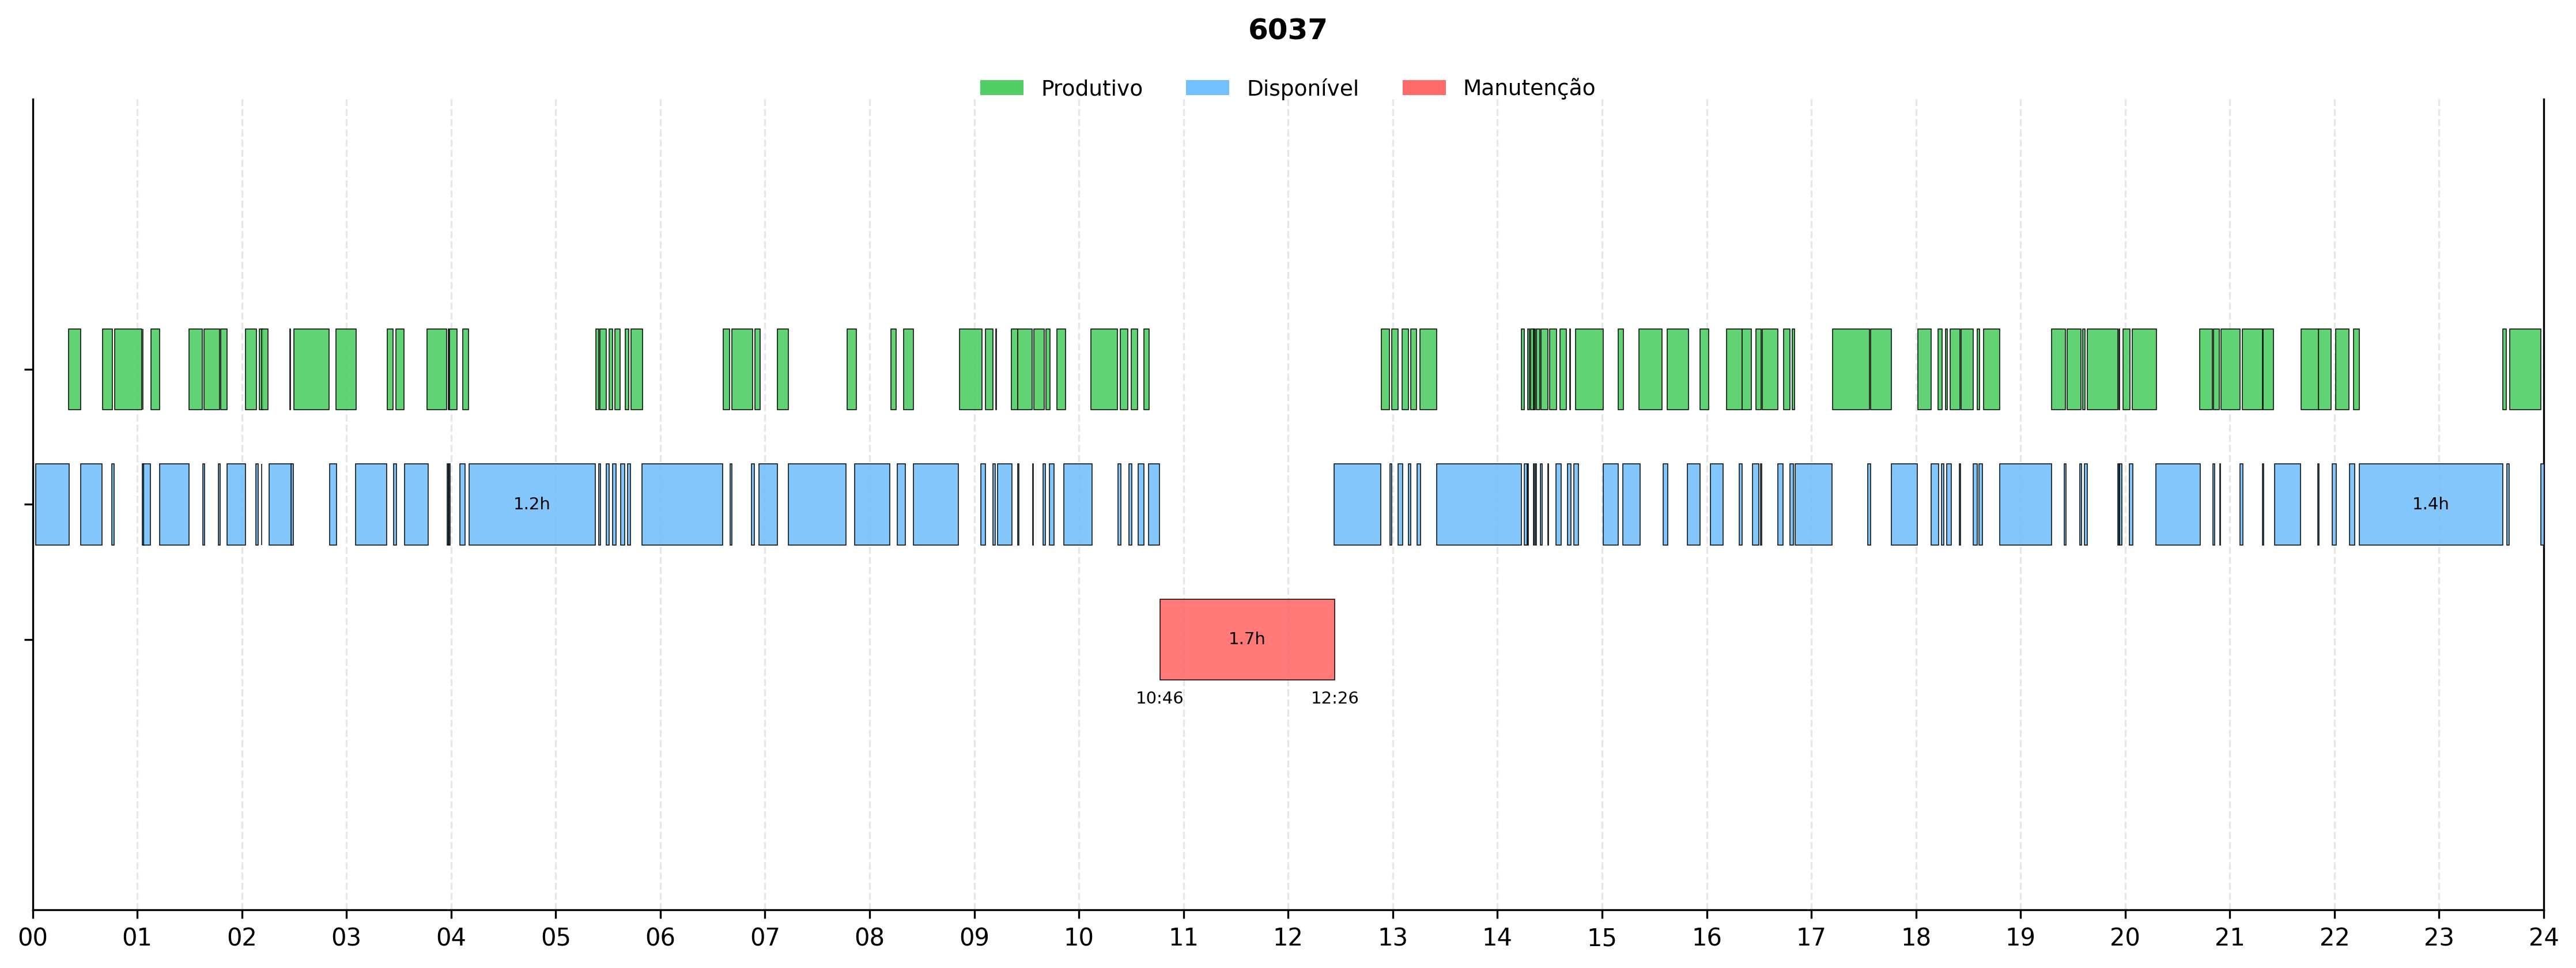 6037
Produtivo Disponível Manutenção
1.2h 1.4h
1.7h
10:46 12:26
00 01 02 03 04 05 06 07 08 09 10 11 12 13 14 15 16 17 18 19 20 21 22 23 24